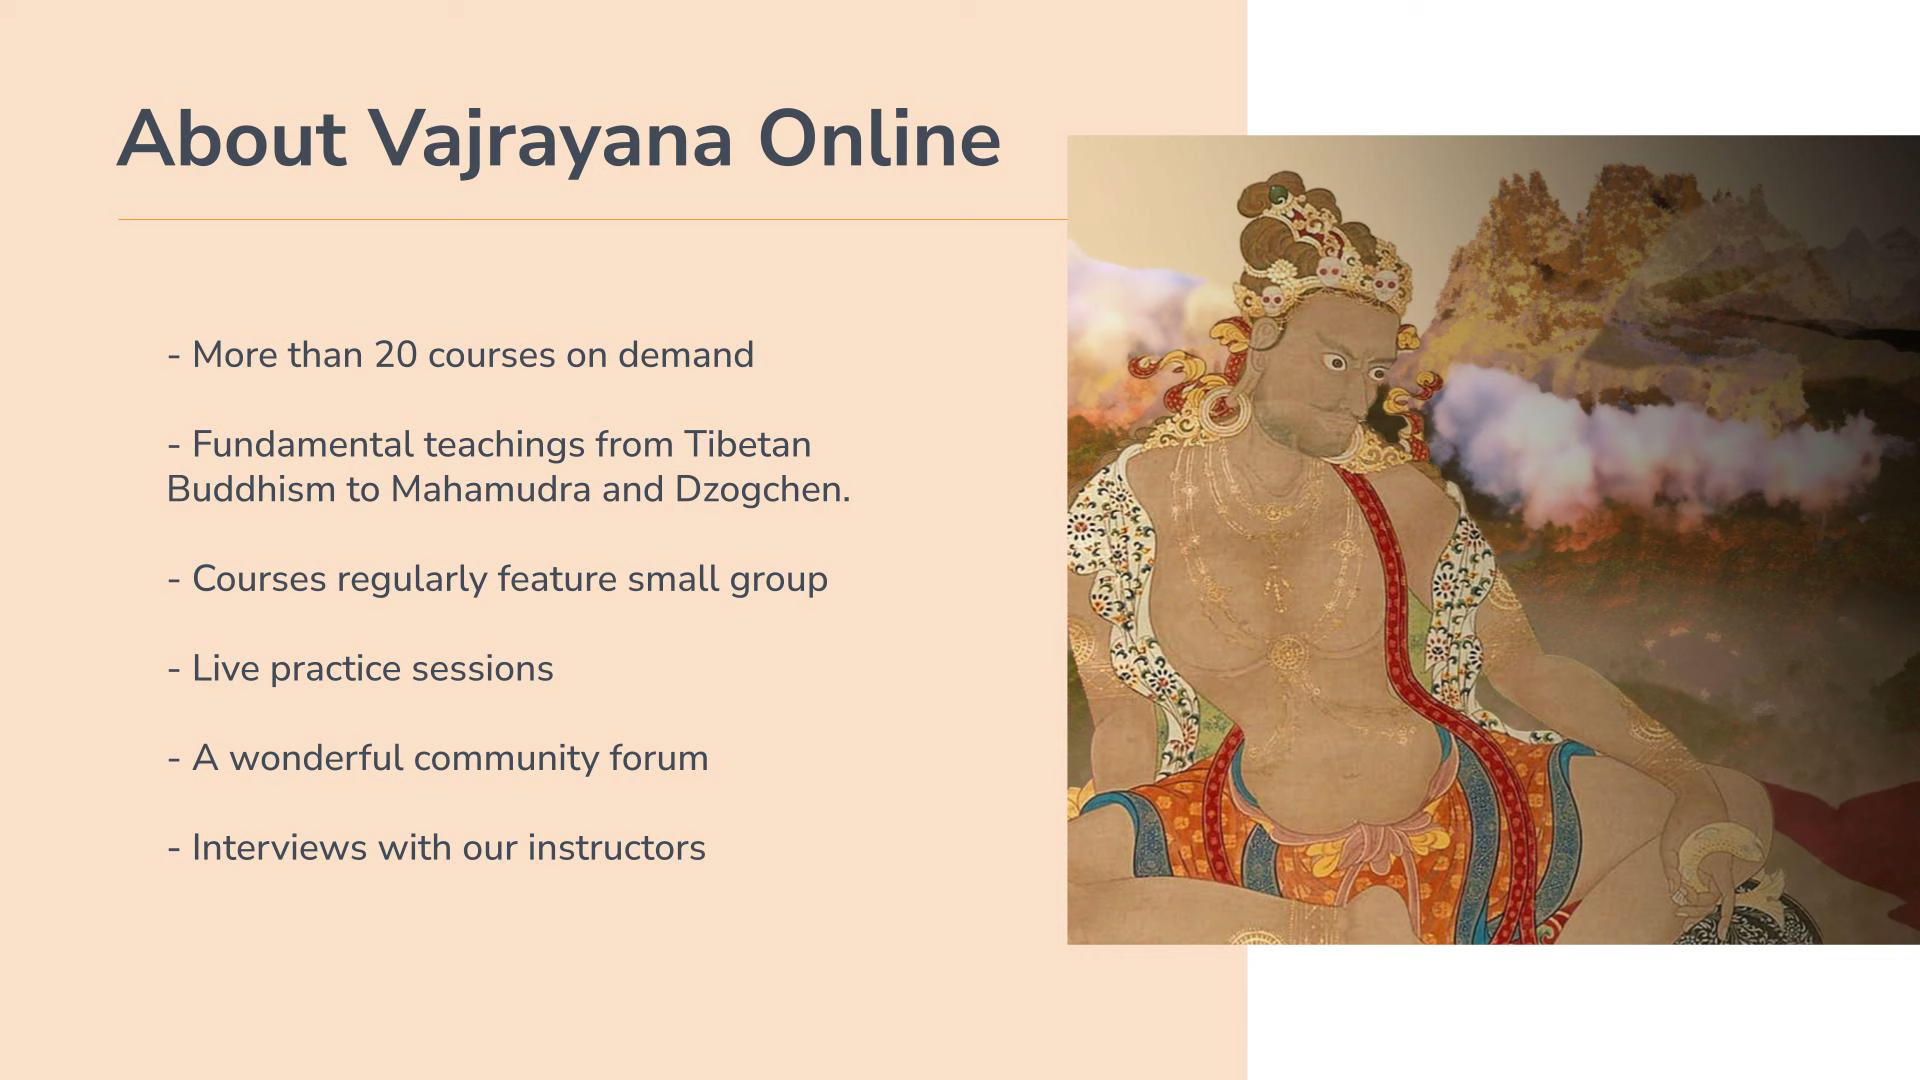 About Vajrayana Online
- More than 20 courses on demand
- Fundamental teachings from Tibetan
Buddhism to Mahamudra and Dzogchen.
- Courses regularly feature small group
- Live practice sessions
- A wonderful community forum
- Interviews with our instructors